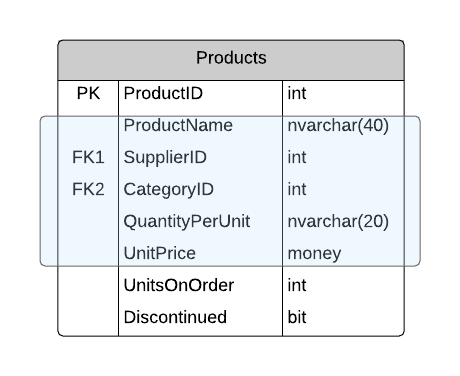 Products
PK ProductID int
ProductName nvarchar(40)
FK1 SupplierID int
FK2 CategoryID int
QuantityPerUnit nvarchar(20)
UnitPrice money
UnitsOnOrder int
Discontinued bit